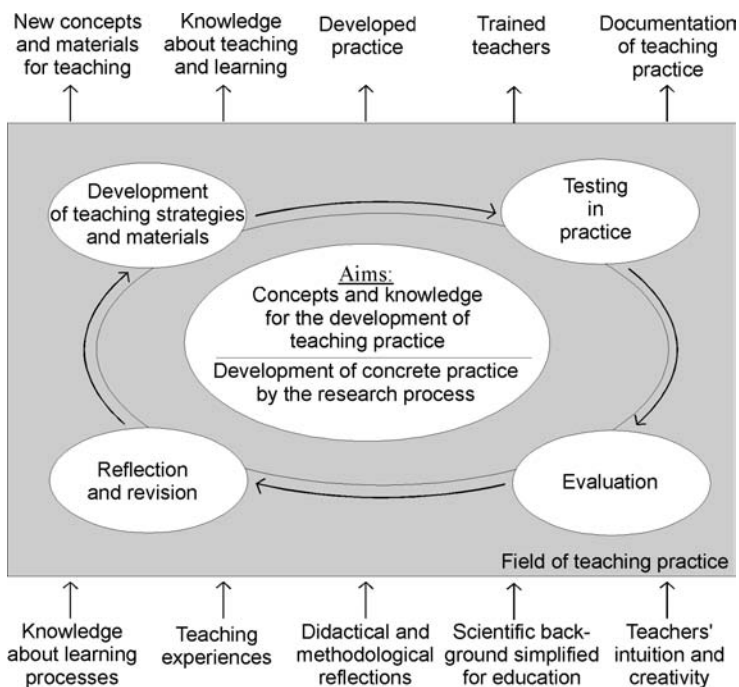 New concepts
and materials
for teaching
Knowledge
about teaching
and learning
Developed
practice
Trained
teachers
Documentation
of teaching
practice
Development
of teaching strategies
and materials
Testing
in
practice
Aims:
Concepts and knowledge
for the development of
teaching practice
Development of concrete practice
by the research process
Reflection
and revision
Evaluation
Field of teaching practice
Knowledge
about learning
processes
Teaching
experiences
Didactical and
methodological
reflections
Scientific back-
ground simplified
for education
Teachers'
intuition and
creativity